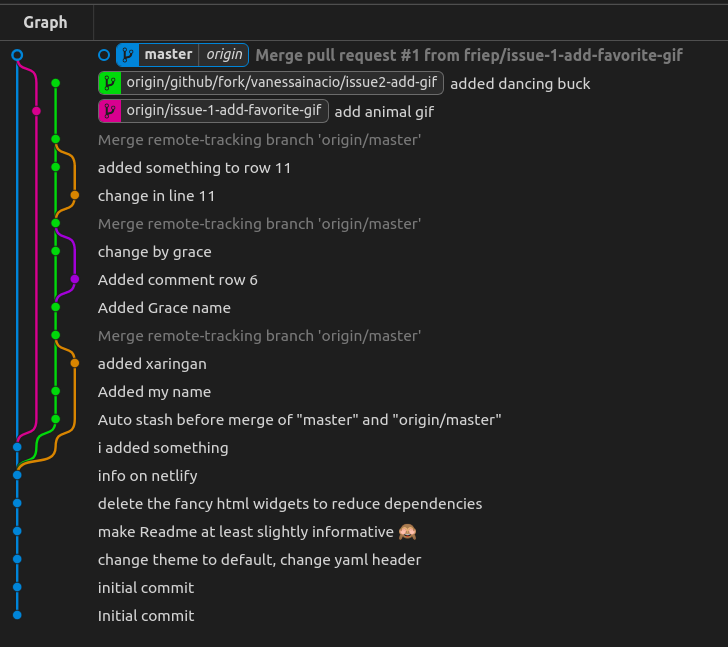 Graph
master origin Merge pull request #1 from friep/issue-1-add-favorite-gif
origin/github/fork/vanessainacio/issue2-add-gif added dancing buck
origin/issue-1-add-favorite-gif add animal gif
Merge remote-tracking branch 'origin/master'
added something to row 11
change in line 11
Merge remote-tracking branch 'origin/master'
change by grace
Added comment row 6
Added Grace name
Merge remote-tracking branch 'origin/master'
added xaringan
Added my name
Auto stash before merge of "master" and "origin/master"
i added something
info on netlify
delete the fancy html widgets to reduce dependencies
make Readme at least slightly informative 🙈
change theme to default, change yaml header
initial commit
Initial commit